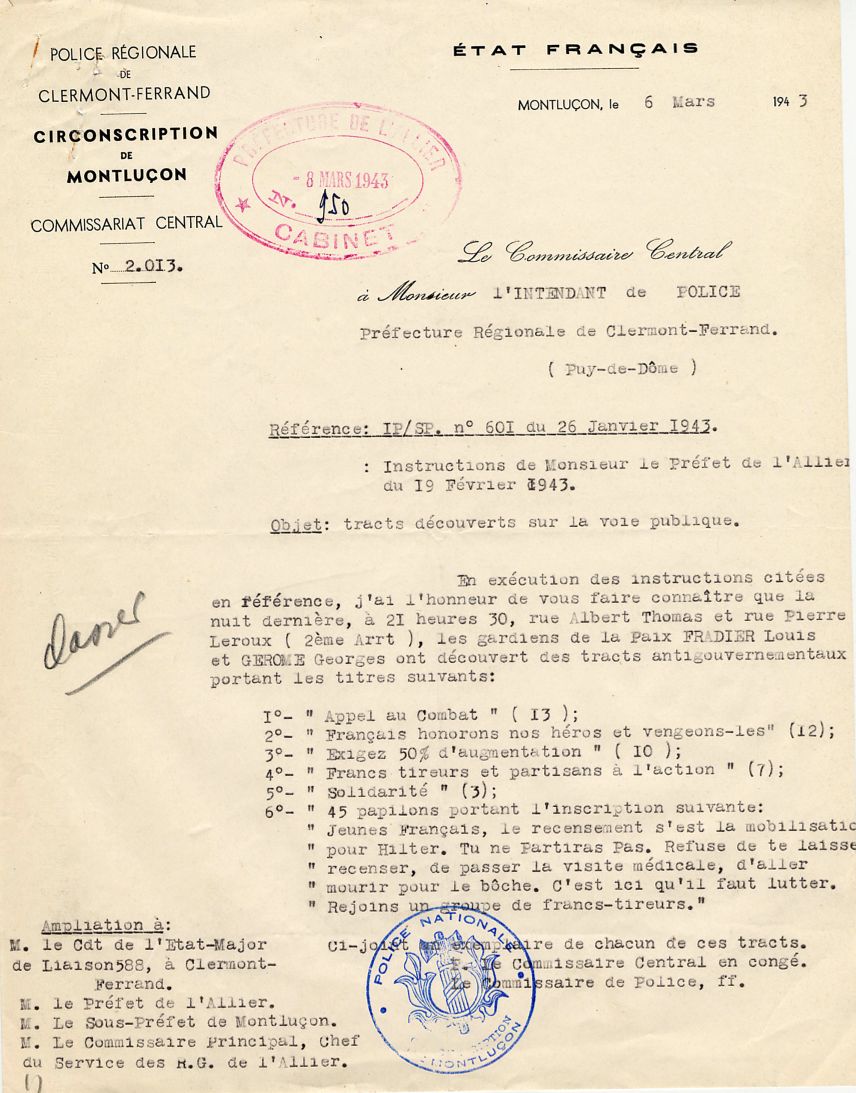 POLICE RÉGIONALE
DE
CLERMONT-FERRAND
CIRCONSCRIPTION
DE
MONTLUÇON
COMMISSARIAT CENTRAL
No 2.013.
ÉTAT FRANÇAIS
MONTLUÇON, le 6 Mars 1943
PRÉFECTURE DE L'ALLIER
- 8 MARS 1943
N. 950
CABINET
Le Commissaire Central
à Monsieur l'INTENDANT de POLICE
Préfecture Régionale de Clermont-Ferrand.
( Puy-de-Dôme )
Référence: IP/SP. n° 601 du 26 Janvier 1943.
: Instructions de Monsieur le Préfet de l'Allier
du 19 Février 1943.
Objet: tracts découverts sur la voie publique.
En exécution des instructions citées
en référence, j'ai l'honneur de vous faire connaître que la
nuit dernière, à 21 heures 30, rue Albert Thomas et rue Pierre
Leroux ( 2ème Arrt ), les gardiens de la Paix FRADIER Louis
et GEROME Georges ont découvert des tracts antigouvernementaux
portant les titres suivants:
1°- " Appel au Combat " ( 13 );
2°- " Français honorons nos héros et vengeons-les" (12);
3°- " Exigez 50% d'augmentation " ( 10 );
4°- " Francs tireurs et partisans à l'action " (7);
5°- " Solidarité " (3);
6°- " 45 papilons portant l'inscription suivante:
" Jeunes Français, le recensement s'est la mobilisatio
" pour Hilter. Tu ne Partiras Pas. Refuse de te laisse
" recenser, de passer la visite médicale, d'aller
" mourir pour le bôche. C'est ici qu'il faut lutter.
" Rejoins un groupe de francs-tireurs."
Ci-joint un exemplaire de chacun de ces tracts.
P. Le Commissaire Central en congé.
Le Commissaire de Police, ff.
POLICE NATIONALE
CIRCONSCRIPTION
MONTLUÇON
Ampliation à:
M. le Cdt de l'Etat-Major
de Liaison588, à Clermont-
Ferrand.
M. le Préfet de l'Allier.
M. Le Sous-Préfet de Montluçon.
M. Le Commissaire Principal, Chef
du Service des R.G. de l'Allier.